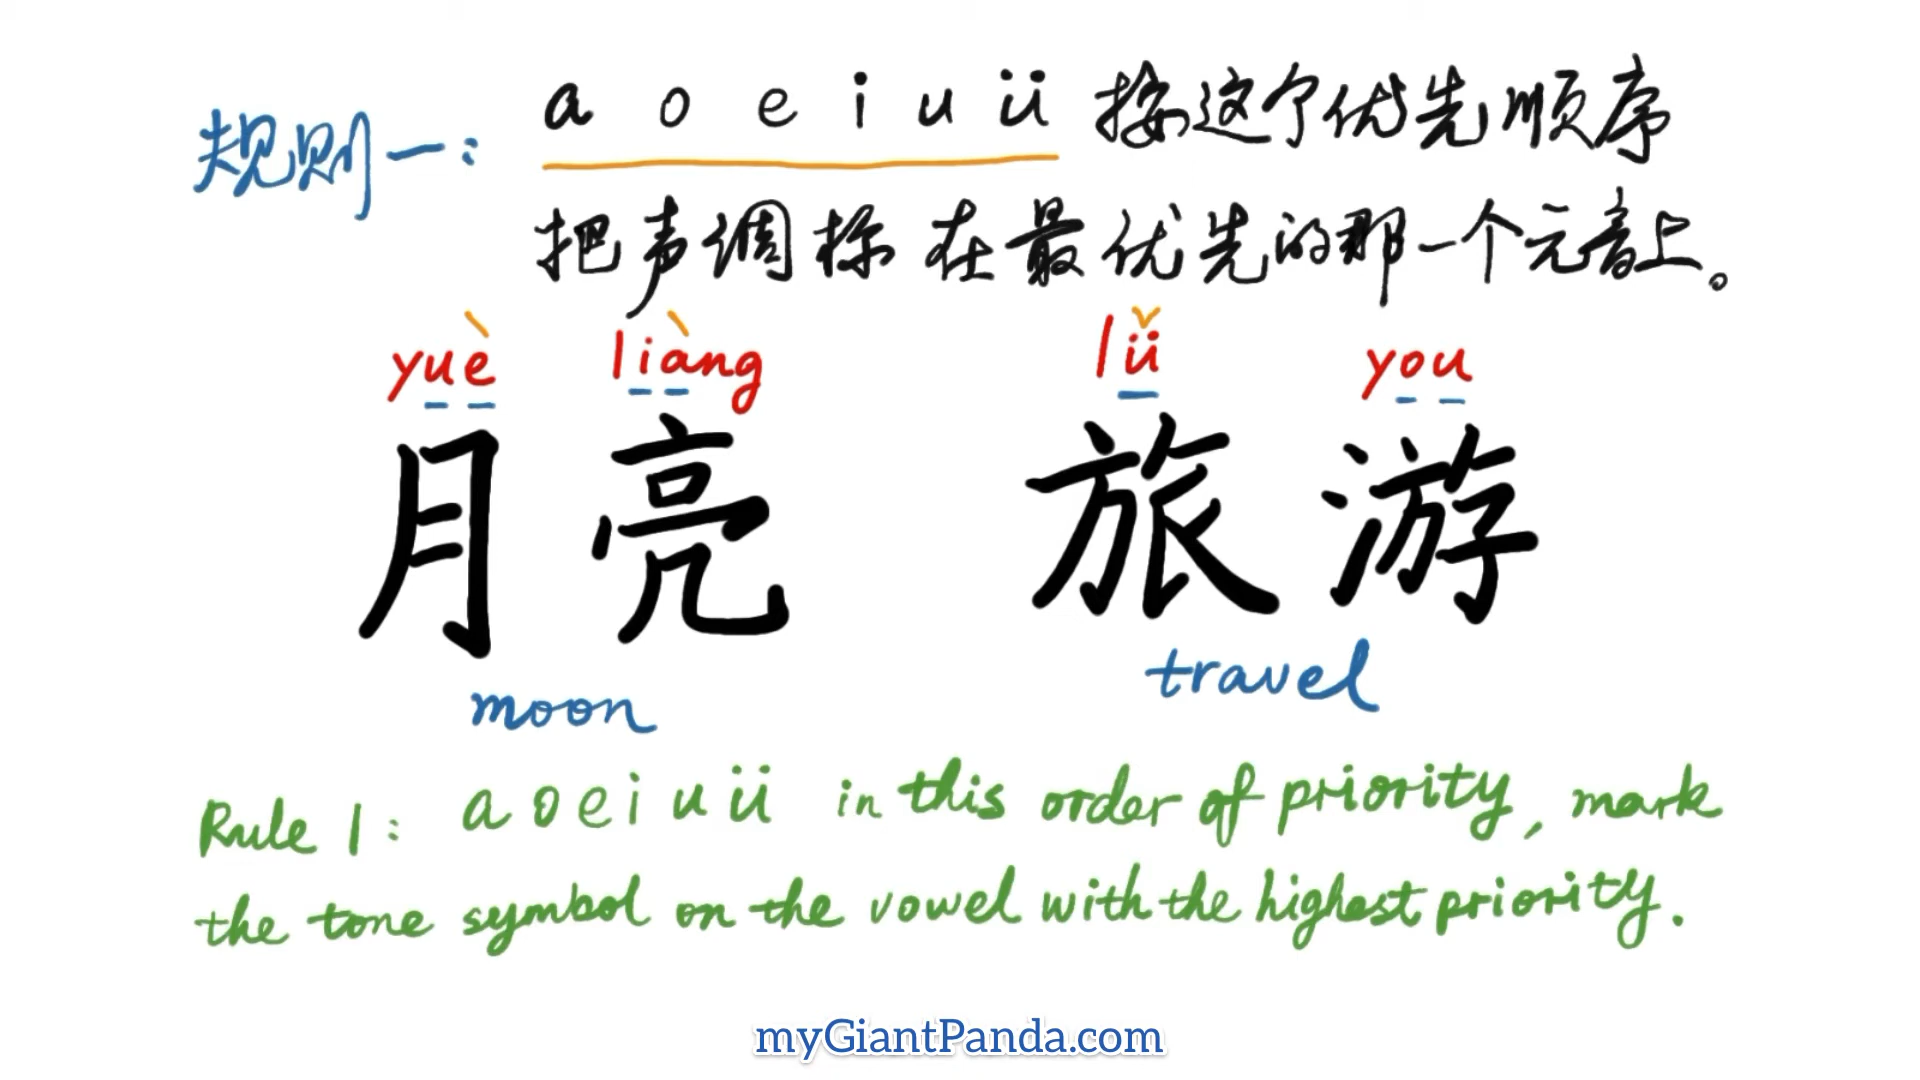 规则一: a o e i u ü 按这个优先顺序
把声调标在最优先的那一个元音上。
yuè liàng lǚ you
月亮 旅游
moon travel
Rule 1: a o e i u ü in this order of priority, mark
the tone symbol on the vowel with the highest priority.
myGiantPanda.com